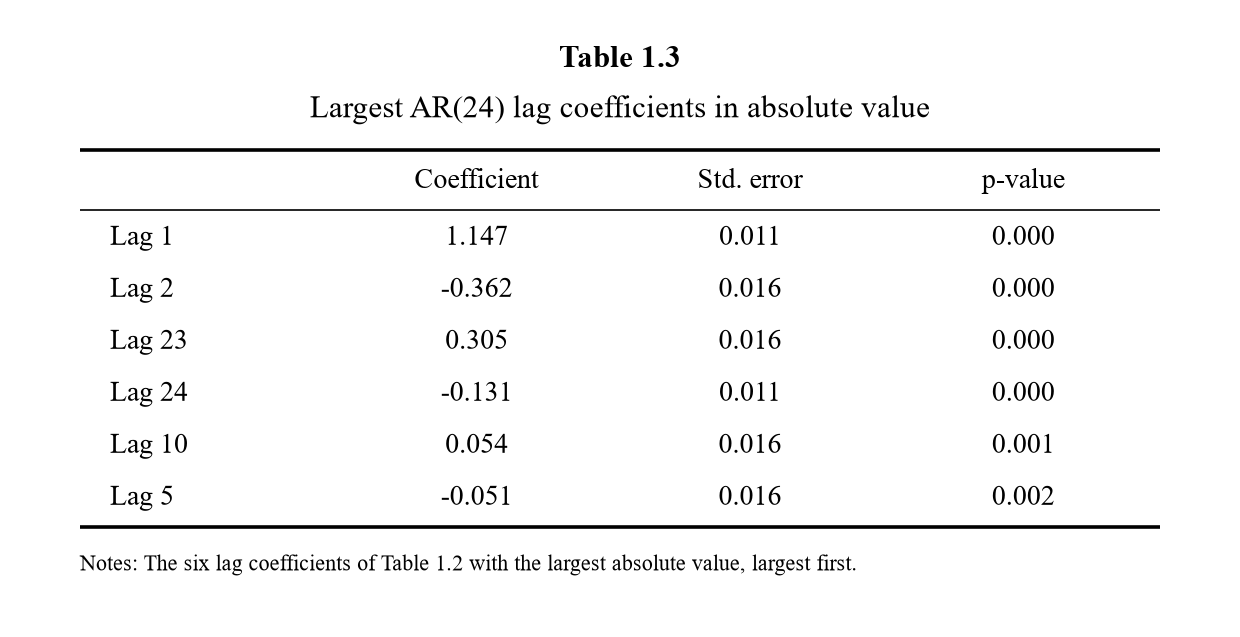 Table 1.3
Largest AR(24) lag coefficients in absolute value
Coefficient Std. error p-value
Lag 1 1.147 0.011 0.000
Lag 2 -0.362 0.016 0.000
Lag 23 0.305 0.016 0.000
Lag 24 -0.131 0.011 0.000
Lag 10 0.054 0.016 0.001
Lag 5 -0.051 0.016 0.002
Notes: The six lag coefficients of Table 1.2 with the largest absolute value, largest first.